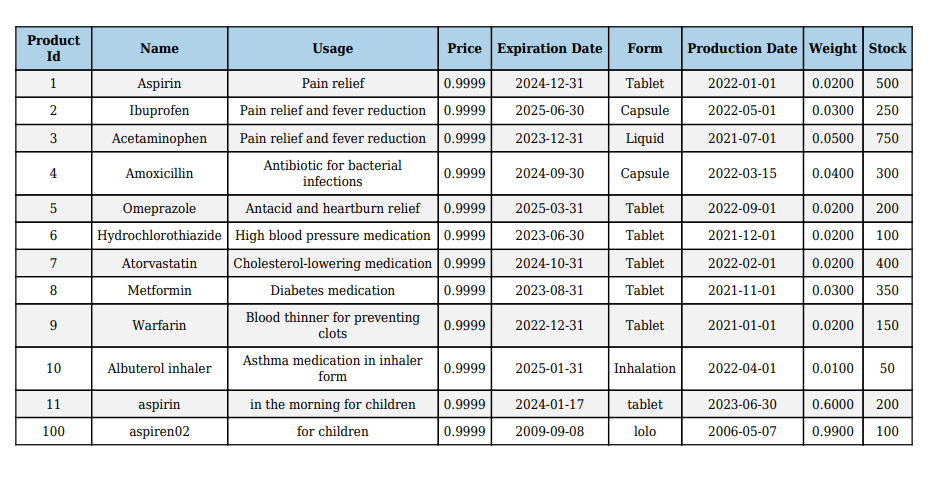 Product Id Name Usage Price Expiration Date Form Production Date Weight Stock
1 Aspirin Pain relief 0.9999 2024-12-31 Tablet 2022-01-01 0.0200 500
2 Ibuprofen Pain relief and fever reduction 0.9999 2025-06-30 Capsule 2022-05-01 0.0300 250
3 Acetaminophen Pain relief and fever reduction 0.9999 2023-12-31 Liquid 2021-07-01 0.0500 750
4 Amoxicillin Antibiotic for bacterial infections 0.9999 2024-09-30 Capsule 2022-03-15 0.0400 300
5 Omeprazole Antacid and heartburn relief 0.9999 2025-03-31 Tablet 2022-09-01 0.0200 200
6 Hydrochlorothiazide High blood pressure medication 0.9999 2023-06-30 Tablet 2021-12-01 0.0200 100
7 Atorvastatin Cholesterol-lowering medication 0.9999 2024-10-31 Tablet 2022-02-01 0.0200 400
8 Metformin Diabetes medication 0.9999 2023-08-31 Tablet 2021-11-01 0.0300 350
9 Warfarin Blood thinner for preventing clots 0.9999 2022-12-31 Tablet 2021-01-01 0.0200 150
10 Albuterol inhaler Asthma medication in inhaler form 0.9999 2025-01-31 Inhalation 2022-04-01 0.0100 50
11 aspirin in the morning for children 0.9999 2024-01-17 tablet 2023-06-30 0.6000 200
100 aspiren02 for children 0.9999 2009-09-08 lolo 2006-05-07 0.9900 100